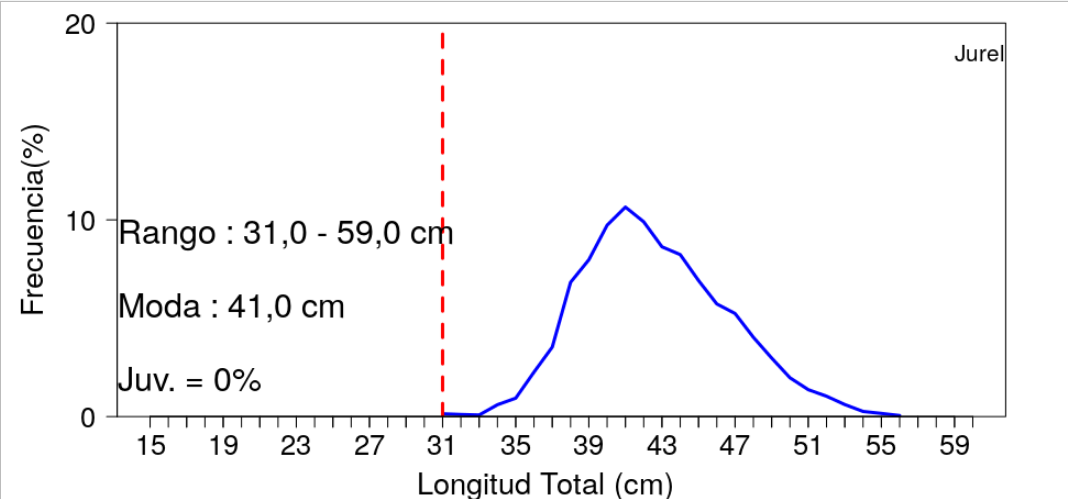 20
Jurel
Frecuencia(%)
10
Rango : 31,0 - 59,0 cm
Moda : 41,0 cm
Juv. = 0%
0
15 19 23 27 31 35 39 43 47 51 55 59
Longitud Total (cm)